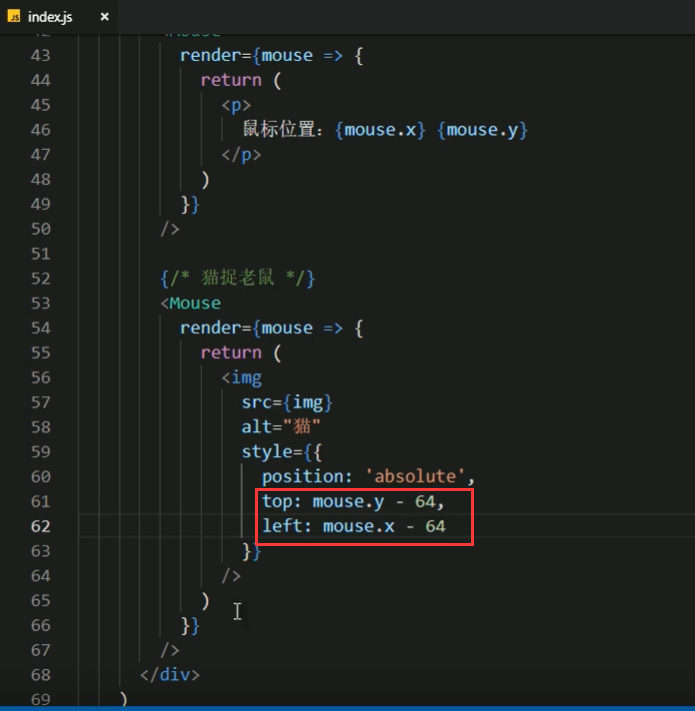 index.js ×
42 <Mouse
43 render={mouse => {
44 return (
45 <p>
46 鼠标位置：{mouse.x} {mouse.y}
47 </p>
48 )
49 }}
50 />
51
52 {/* 猫捉老鼠 */}
53 <Mouse
54 render={mouse => {
55 return (
56 <img
57 src={img}
58 alt="猫"
59 style={{
60 position: 'absolute',
61 top: mouse.y - 64,
62 left: mouse.x - 64
63 }}
64 />
65 )
66 }}
67 />
68 </div>
69 )